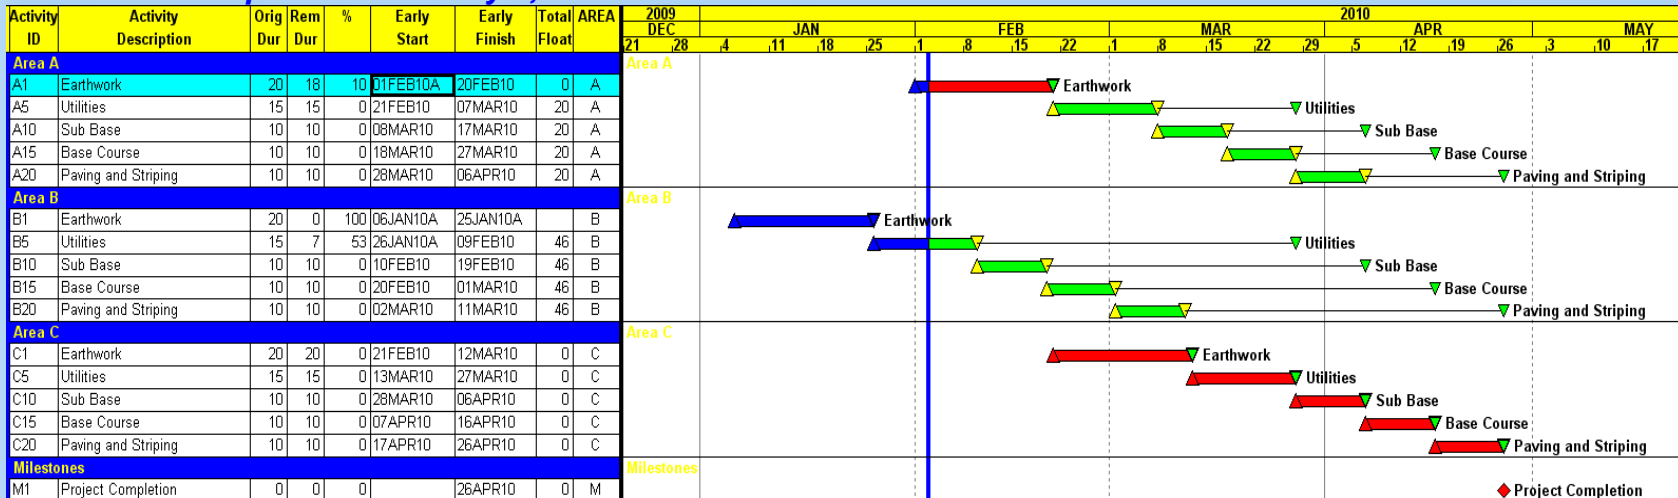 Activity Activity Orig Rem % Early Early Total AREA 2009 2010
ID Description Dur Dur Start Finish Float DEC JAN FEB MAR APR MAY
21 28 4 11 18 25 1 8 15 22 1 8 15 22 29 5 12 19 26 3 10 17
Area A Area A
A1 Earthwork 20 18 10 01FEB10A 20FEB10 0 A Earthwork
A5 Utilities 15 15 0 21FEB10 07MAR10 20 A Utilities
A10 Sub Base 10 10 0 08MAR10 17MAR10 20 A Sub Base
A15 Base Course 10 10 0 18MAR10 27MAR10 20 A Base Course
A20 Paving and Striping 10 10 0 28MAR10 06APR10 20 A Paving and Striping
Area B Area B
B1 Earthwork 20 0 100 06JAN10A 25JAN10A B Earthwork
B5 Utilities 15 7 53 26JAN10A 09FEB10 46 B Utilities
B10 Sub Base 10 10 0 10FEB10 19FEB10 46 B Sub Base
B15 Base Course 10 10 0 20FEB10 01MAR10 46 B Base Course
B20 Paving and Striping 10 10 0 02MAR10 11MAR10 46 B Paving and Striping
Area C Area C
C1 Earthwork 20 20 0 21FEB10 12MAR10 0 C Earthwork
C5 Utilities 15 15 0 13MAR10 27MAR10 0 C Utilities
C10 Sub Base 10 10 0 28MAR10 06APR10 0 C Sub Base
C15 Base Course 10 10 0 07APR10 16APR10 0 C Base Course
C20 Paving and Striping 10 10 0 17APR10 26APR10 0 C Paving and Striping
Milestones Milestones
M1 Project Completion 0 0 0 26APR10 0 M Project Completion